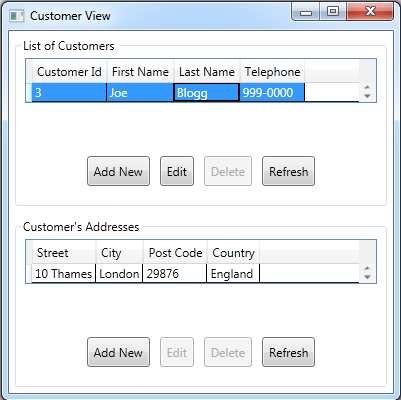 Customer View
List of Customers
Customer Id First Name Last Name Telephone
3 Joe Blogg 999-0000
Add New Edit Delete Refresh
Customer's Addresses
Street City Post Code Country
10 Thames London 29876 England
Add New Edit Delete Refresh